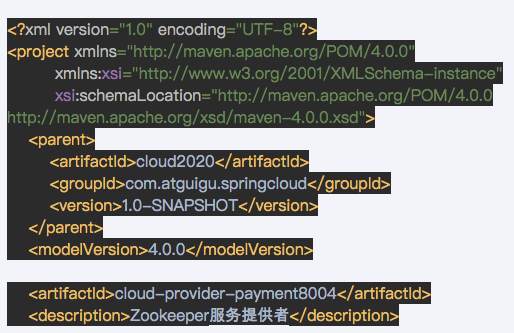 <?xml version="1.0" encoding="UTF-8"?>
<project xmlns="http://maven.apache.org/POM/4.0.0"
xmlns:xsi="http://www.w3.org/2001/XMLSchema-instance"
xsi:schemaLocation="http://maven.apache.org/POM/4.0.0
http://maven.apache.org/xsd/maven-4.0.0.xsd">
<parent>
<artifactId>cloud2020</artifactId>
<groupId>com.atguigu.springcloud</groupId>
<version>1.0-SNAPSHOT</version>
</parent>
<modelVersion>4.0.0</modelVersion>
<artifactId>cloud-provider-payment8004</artifactId>
<description>Zookeeper服务提供者</description>